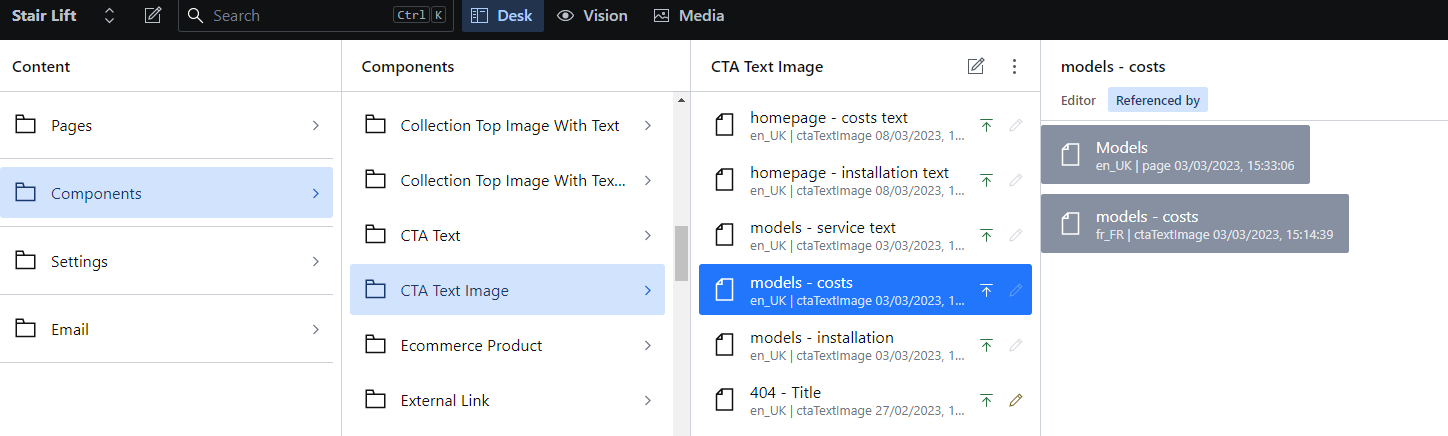 Stair Lift
Search
Ctrl K
Desk
Vision
Media
Content
Pages
Components
Settings
Email
Components
Collection Top Image With Text
Collection Top Image With Tex...
CTA Text
CTA Text Image
Ecommerce Product
External Link
CTA Text Image
homepage - costs text
en_UK | ctaTextImage 08/03/2023, 1...
homepage - installation text
en_UK | ctaTextImage 08/03/2023, 1...
models - service text
en_UK | ctaTextImage 03/03/2023, 1...
models - costs
en_UK | ctaTextImage 03/03/2023, 1...
models - installation
en_UK | ctaTextImage 03/03/2023, 1...
404 - Title
en_UK | ctaTextImage 27/02/2023, 1...
models - costs
Editor
Referenced by
Models
en_UK | page 03/03/2023, 15:33:06
models - costs
fr_FR | ctaTextImage 03/03/2023, 15:14:39